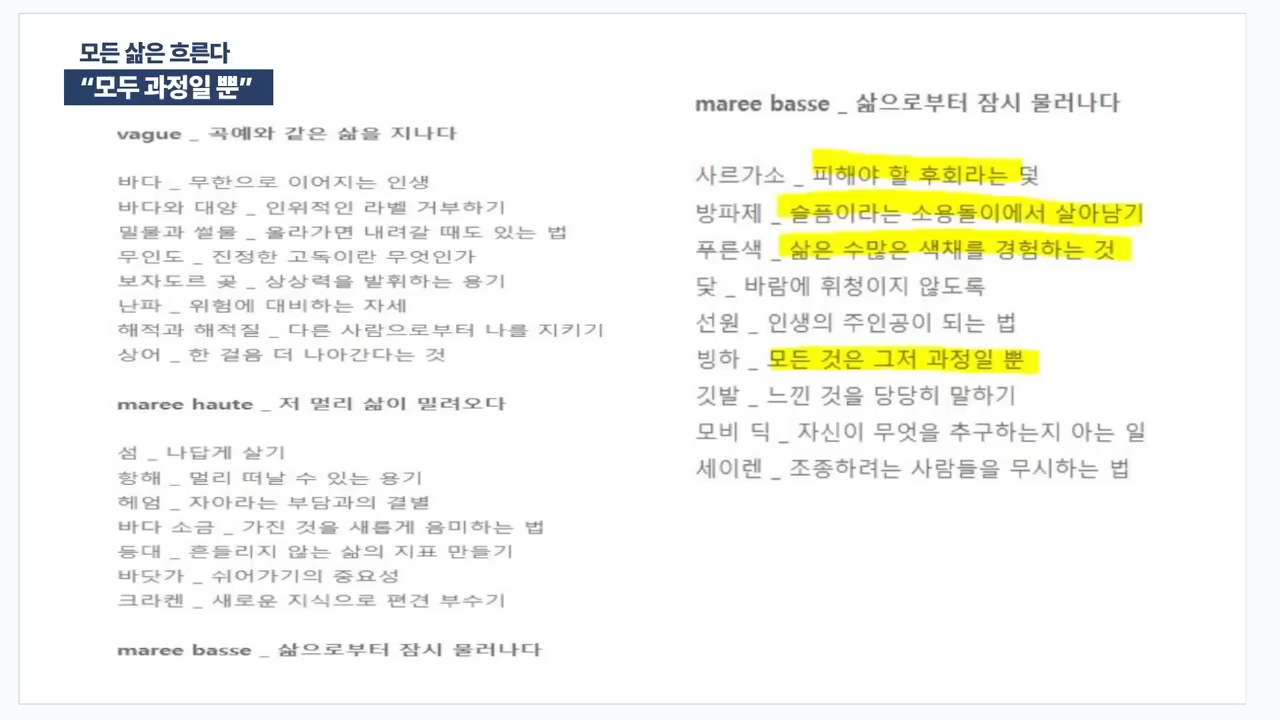 모든 삶은 흐른다
“모두 과정일 뿐”
vague _ 곡예와 같은 삶을 지나다
바다 _ 무한으로 이어지는 인생
바다와 대양 _ 인위적인 라벨 거부하기
밀물과 썰물 _ 올라가면 내려갈 때도 있는 법
무인도 _ 진정한 고독이란 무엇인가
보자도르 곶 _ 상상력을 발휘하는 용기
난파 _ 위험에 대비하는 자세
해적과 해적질 _ 다른 사람으로부터 나를 지키기
상어 _ 한 걸음 더 나아간다는 것
maree haute _ 저 멀리 삶이 밀려오다
섬 _ 나답게 살기
항해 _ 멀리 떠날 수 있는 용기
헤엄 _ 자아라는 부담과의 결별
바다 소금 _ 가진 것을 새롭게 음미하는 법
등대 _ 흔들리지 않는 삶의 지표 만들기
바닷가 _ 쉬어가기의 중요성
크라켄 _ 새로운 지식으로 편견 부수기
maree basse _ 삶으로부터 잠시 물러나다
maree basse _ 삶으로부터 잠시 물러나다
사르가소 _ 피해야 할 후회라는 덫
방파제 _ 슬픔이라는 소용돌이에서 살아남기
푸른색 _ 삶은 수많은 색채를 경험하는 것
닻 _ 바람에 휘청이지 않도록
선원 _ 인생의 주인공이 되는 법
빙하 _ 모든 것은 그저 과정일 뿐
깃발 _ 느낀 것을 당당히 말하기
모비 딕 _ 자신이 무엇을 추구하는지 아는 일
세이렌 _ 조종하려는 사람들을 무시하는 법